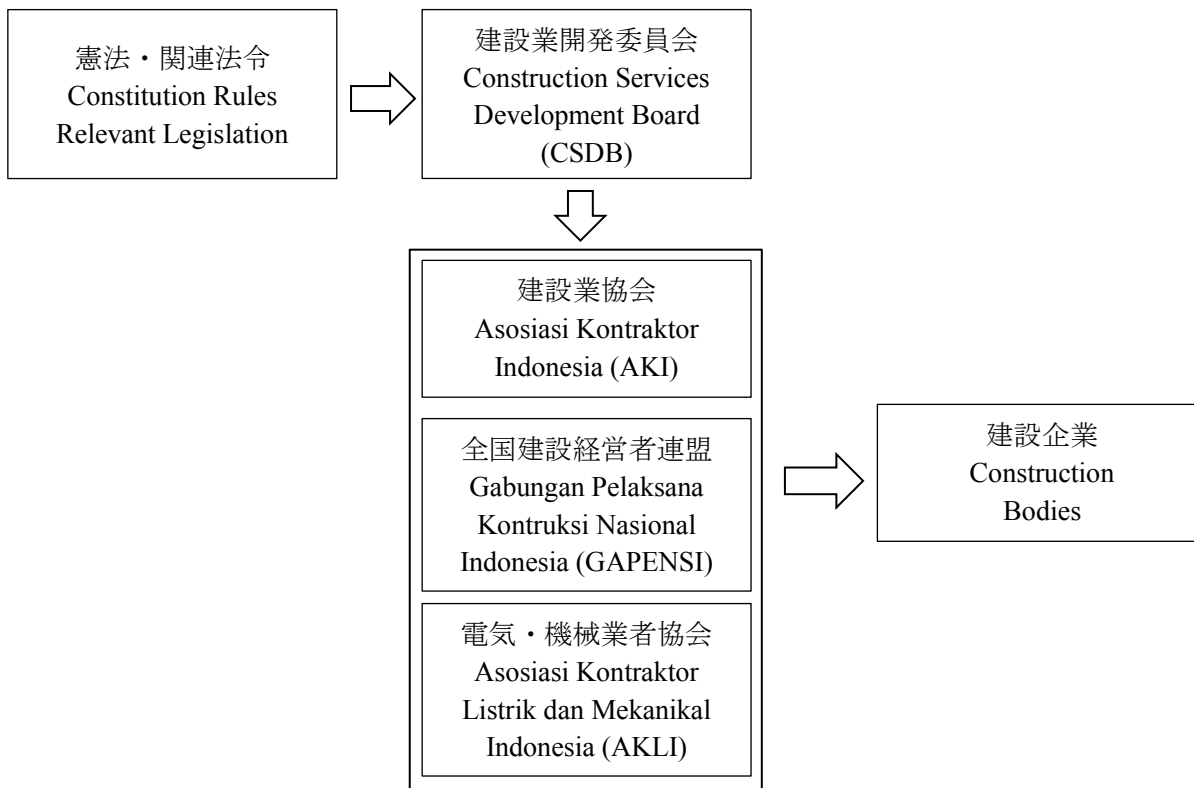 憲法・関連法令
Constitution Rules
Relevant Legislation
建設業開発委員会
Construction Services
Development Board
(CSDB)
建設業協会
Asosiasi Kontraktor
Indonesia (AKI)
全国建設経営者連盟
Gabungan Pelaksana
Kontruksi Nasional
Indonesia (GAPENSI)
電気・機械業者協会
Asosiasi Kontraktor
Listrik dan Mekanikal
Indonesia (AKLI)
建設企業
Construction
Bodies